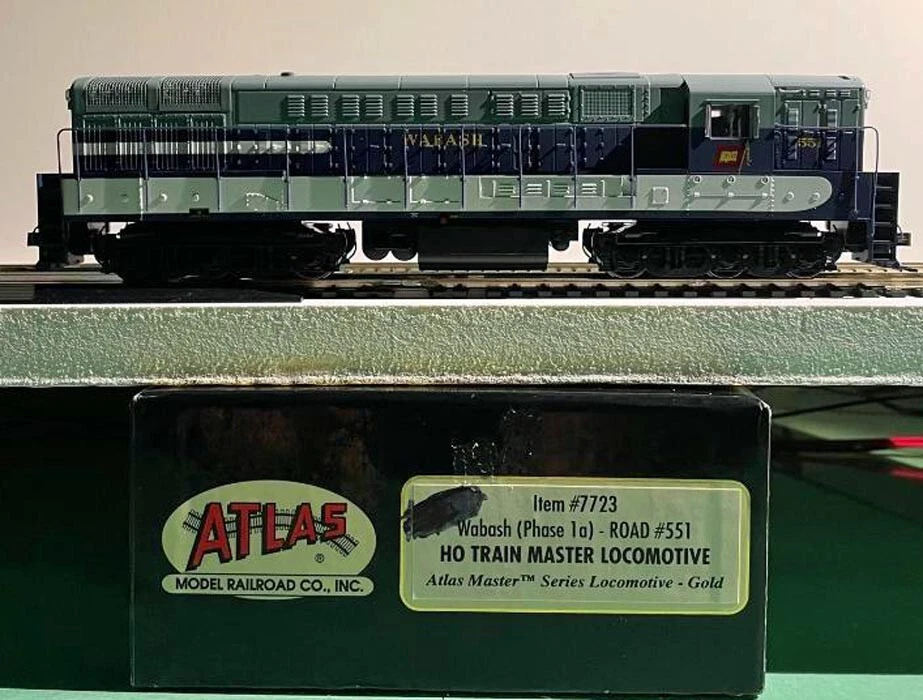 WABASH
551
ATLAS
®
MODEL RAILROAD CO., INC.
Item #7723
Wabash (Phase 1a) - ROAD #551
HO TRAIN MASTER LOCOMOTIVE
Atlas Master™ Series Locomotive - Gold